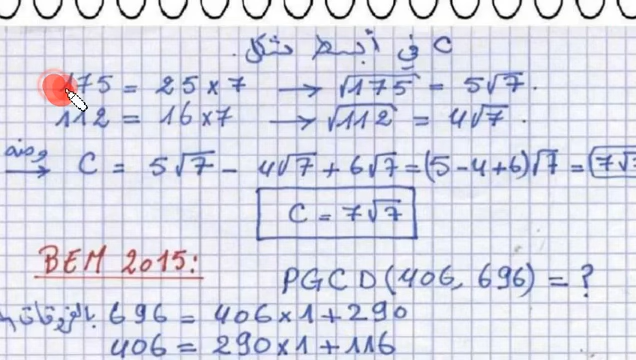 C في أبسط شكل.
175 = 25 × 7 → √175 = 5√7.
112 = 16×7 → √112 = 4√7.
ومنه → C = 5√7 - 4√7 + 6√7 = (5-4+6)√7 = 7√7
C = 7√7
BEM 2015:
PGCD(406, 696) = ?
696 = 406×1+290
406 = 290×1+116